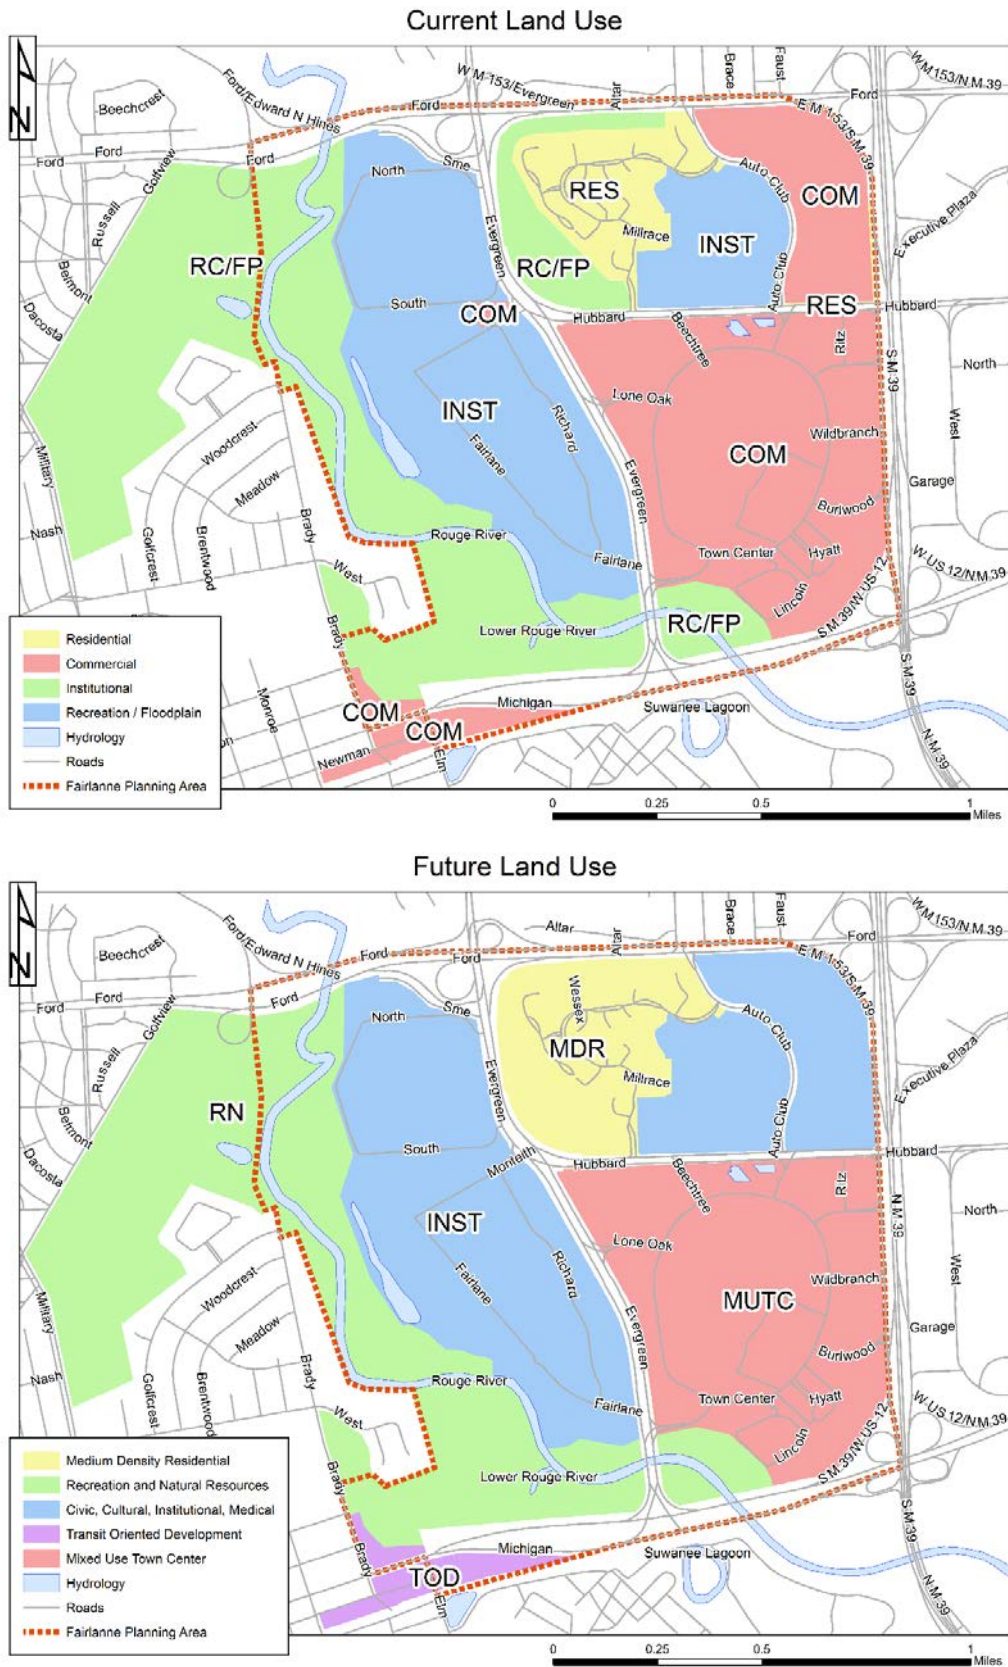 Current Land Use
N
Beechcrest
Ford/Edward N Hines
W M 153/Evergreen
Altar
Brace
Faust
W M 153/N M 39
Ford
Ford
Ford
Ford
Ford
E M 153/S M 39
Golfview
Russell
Belmont
Dacosta
North
Sme
RES
Auto Club
COM
Executive Plaza
RC/FP
Evergreen
Millrace
INST
RC/FP
Auto Club
South
COM
Hubbard
RES
Hubbard
Beechtree
Ritz
S M 39
North
Lone Oak
INST
Richard
West
COM
Wildbranch
Woodcrest
Fairlane
Military
Meadow
Evergreen
Garage
Burlwood
Nash
Golfcrest
Brentwood
Brady
Rouge River
Town Center
Hyatt
W US 12/N M 39
Fairlane
West
Lincoln
S M 39/W US 12
Brady
Lower Rouge River
RC/FP
Residential
Commercial
Institutional
Recreation / Floodplain
Hydrology
Roads
Fairlanne Planning Area
Monroe
S M 39
Michigan
Suwanee Lagoon
COM
COM
on
Newman
Elm
N M 39
0
0.25
0.5
1
Miles
Future Land Use
N
Beechcrest
Ford/Edward N Hines
Altar
Altar
Brace
Faust
W M 153/N M 39
Ford
Ford
Ford
Ford
Ford
Ford
E M 153/S M 39
Golfview
Russell
Belmont
Dacosta
North
Sme
Wessex
Auto Club
MDR
Executive Plaza
Evergreen
Millrace
RN
Auto Club
South
Monteith
Hubbard
Hubbard
Beechtree
Ritz
N M 39
North
Lone Oak
INST
Richard
West
Wildbranch
Woodcrest
Fairlane
MUTC
Military
Meadow
Evergreen
Garage
Burlwood
Nash
Golfcrest
Brentwood
Brady
Rouge River
Town Center
Hyatt
W US 12/N M 39
Fairlane
West
Lincoln
S M 39/W US 12
Brady
Lower Rouge River
Medium Density Residential
Recreation and Natural Resources
Civic, Cultural, Institutional, Medical
Transit Oriented Development
Mixed Use Town Center
Hydrology
Roads
Fairlanne Planning Area
S M 39
Michigan
Suwanee Lagoon
Brady
TOD
Elm
N M 39
0
0.25
0.5
1
Miles